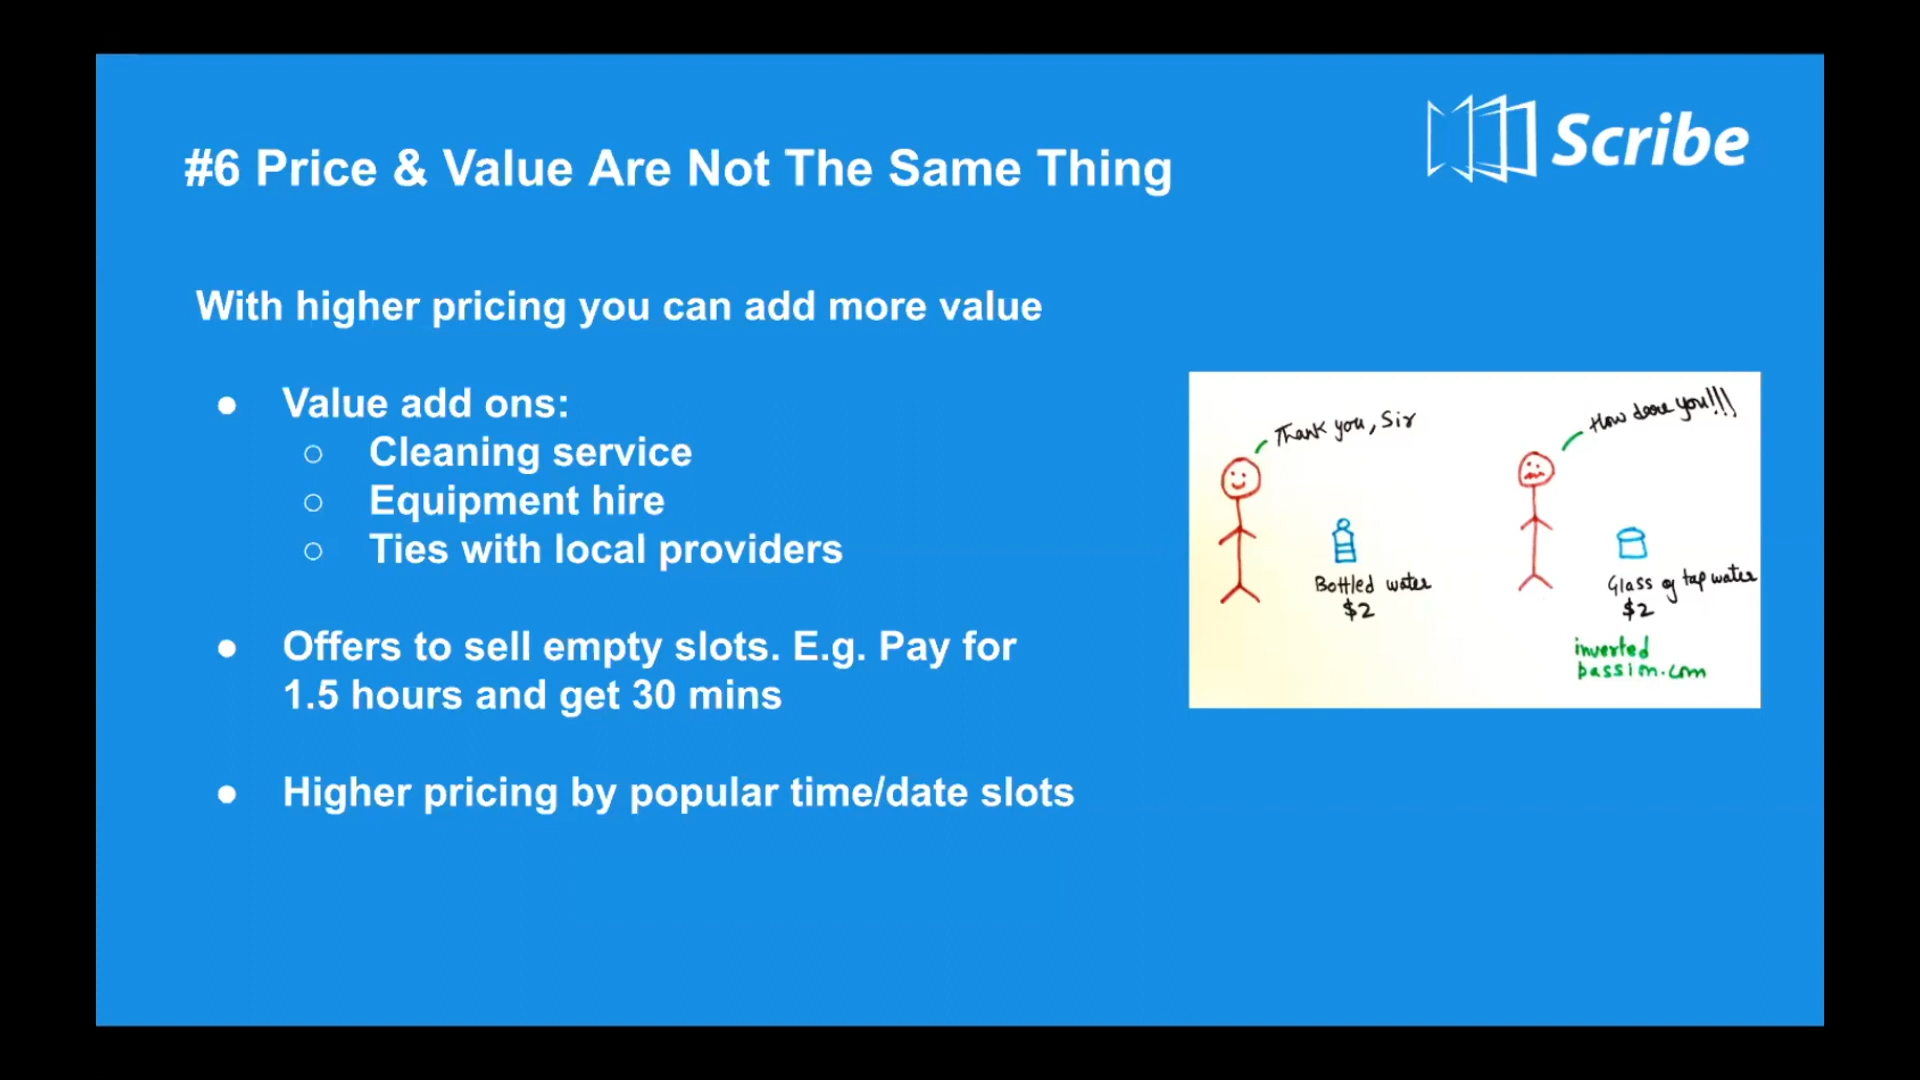 Scribe
#6 Price & Value Are Not The Same Thing
With higher pricing you can add more value
● Value add ons:
○ Cleaning service
○ Equipment hire
○ Ties with local providers
● Offers to sell empty slots. E.g. Pay for
1.5 hours and get 30 mins
● Higher pricing by popular time/date slots
Thank you, Sir
How dare you!!!
Bottled water
$2
Glass of tap water
$2
inverted
passion.com